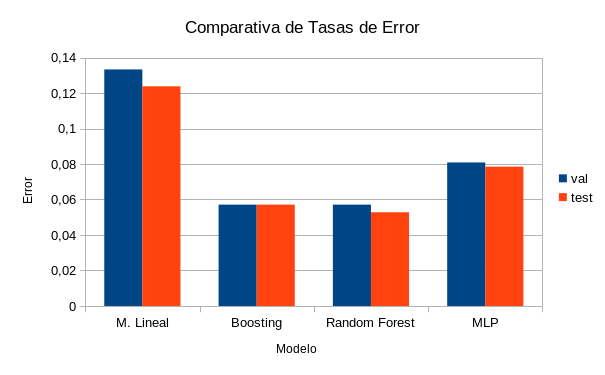 Comparativa de Tasas de Error
0,14
0,12
0,1
0,08
0,06
0,04
0,02
0
Error
M. Lineal
Boosting
Random Forest
MLP
Modelo
val
test